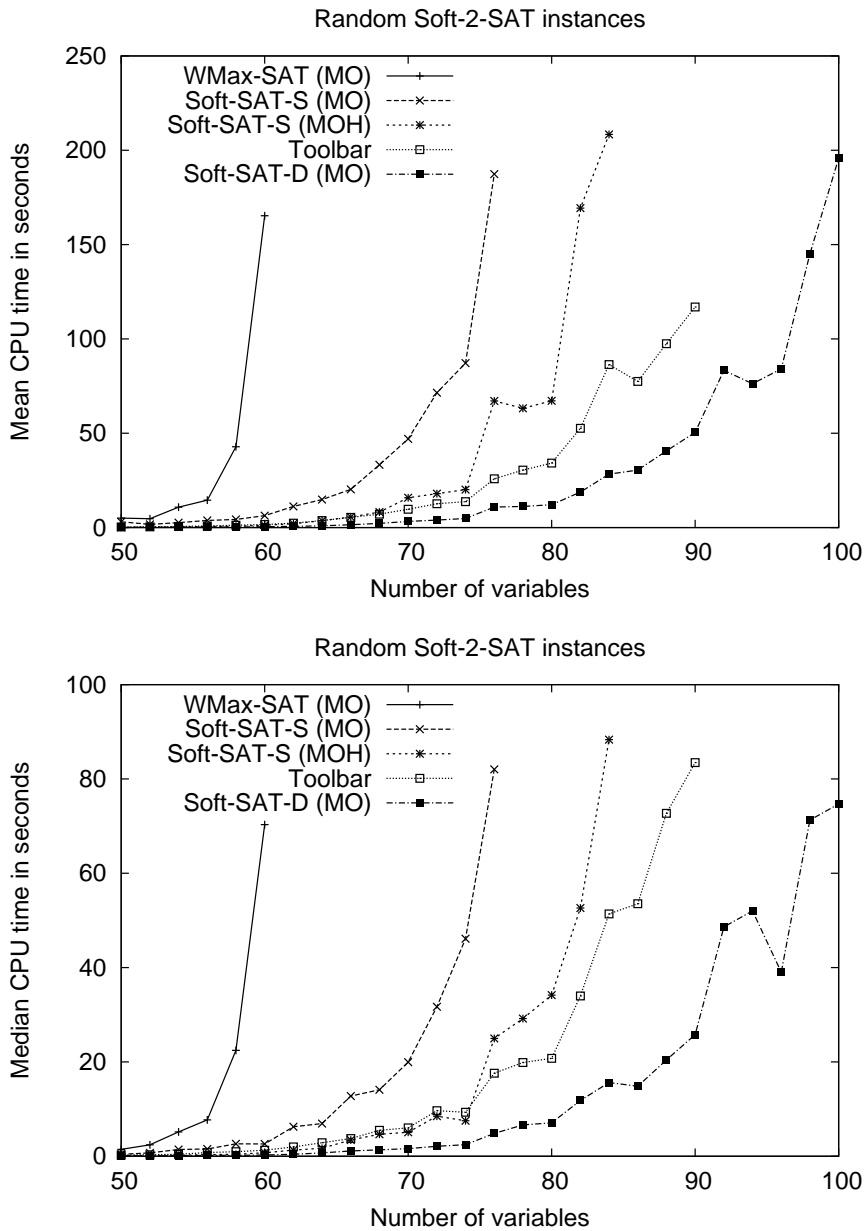 Random Soft-2-SAT instances
250
200
150
100
50
0
Mean CPU time in seconds
WMax-SAT (MO)
Soft-SAT-S (MO)
Soft-SAT-S (MOH)
Toolbar
Soft-SAT-D (MO)
50 60 70 80 90 100
Number of variables
Random Soft-2-SAT instances
100
80
60
40
20
0
Median CPU time in seconds
WMax-SAT (MO)
Soft-SAT-S (MO)
Soft-SAT-S (MOH)
Toolbar
Soft-SAT-D (MO)
50 60 70 80 90 100
Number of variables